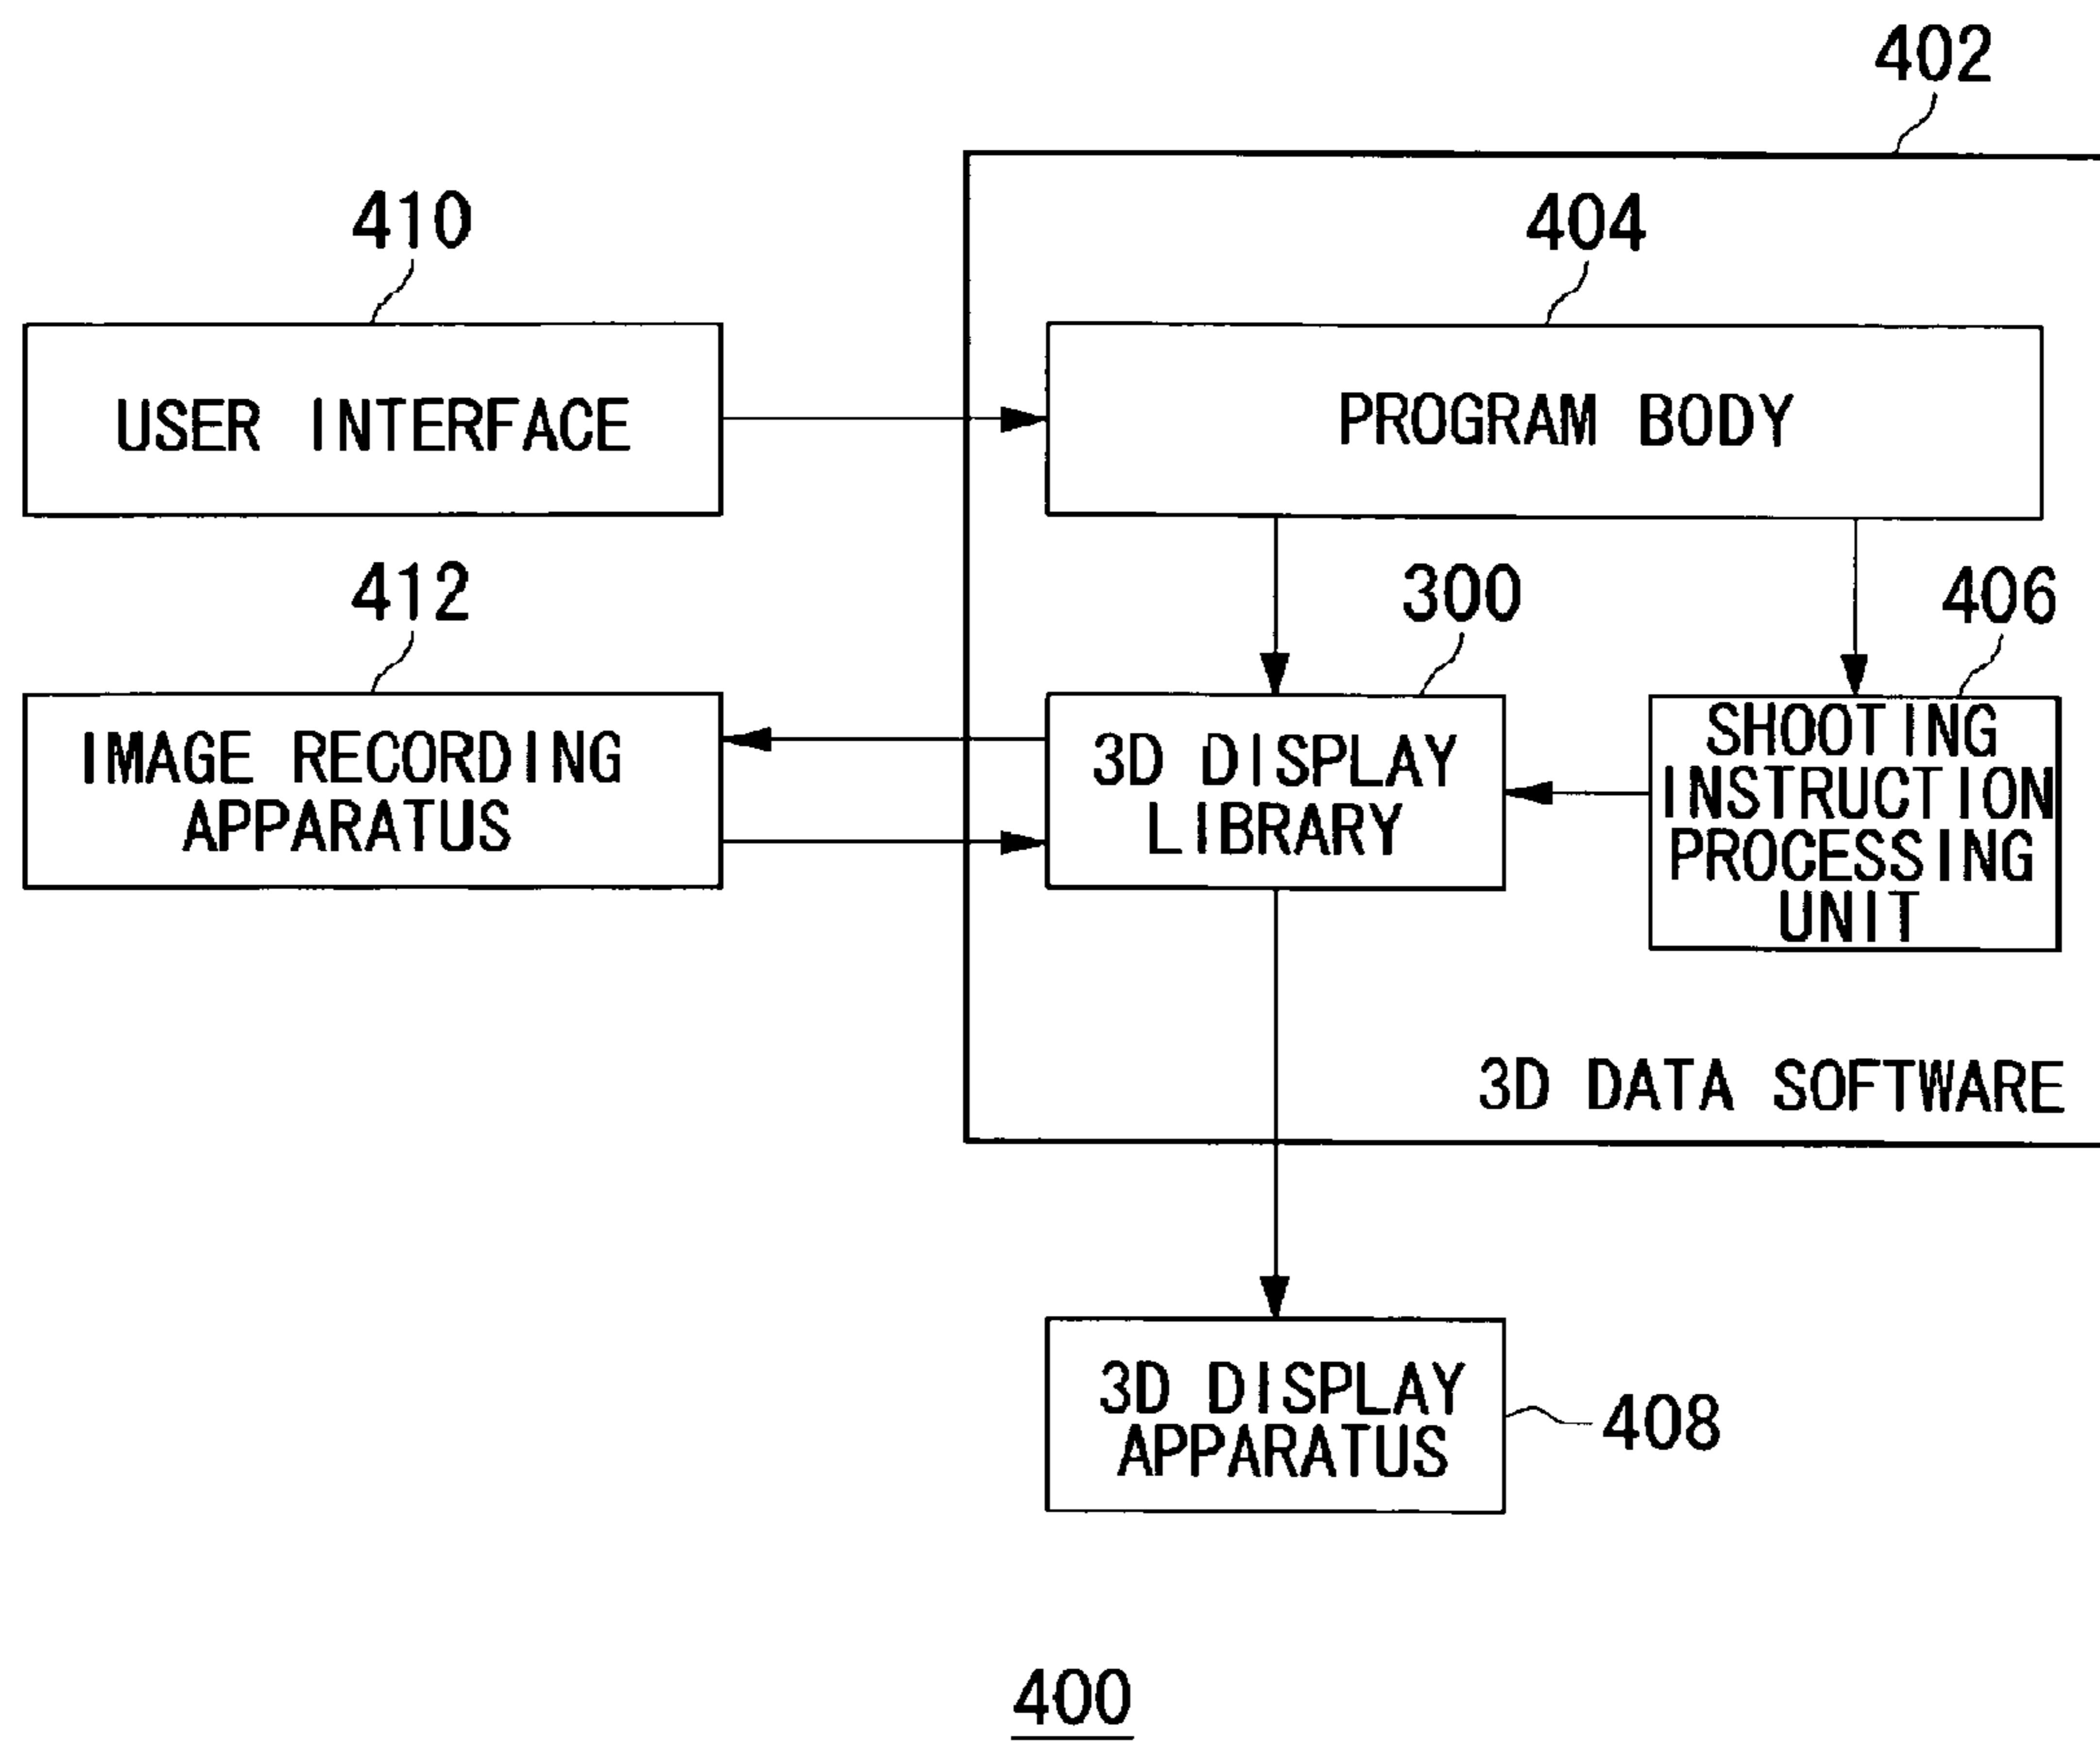 402
410
404
USER INTERFACE
PROGRAM BODY
412
300
406
IMAGE RECORDING
APPARATUS
3D DISPLAY
LIBRARY
SHOOTING
INSTRUCTION
PROCESSING
UNIT
3D DATA SOFTWARE
3D DISPLAY
APPARATUS
408
400